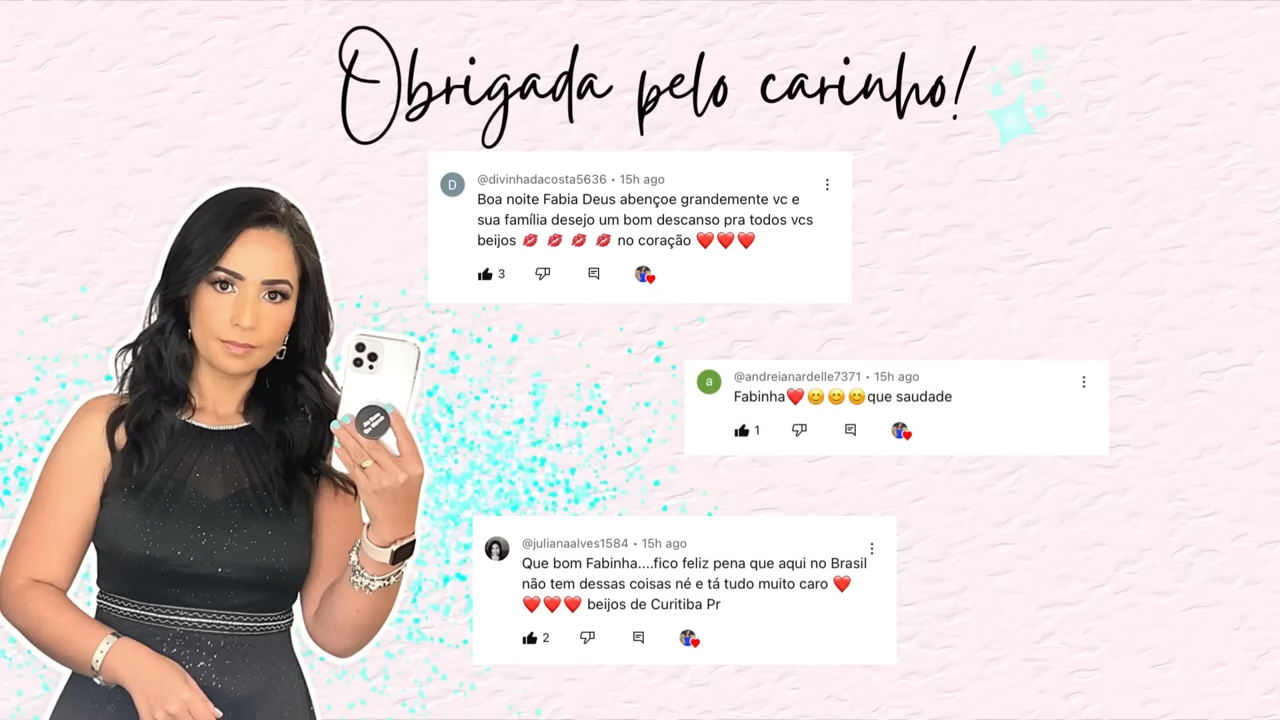 Obrigada pelo carinho!
D
@divinhadacosta5636 • 15h ago
Boa noite Fabia Deus abençoe grandemente vc e
sua família desejo um bom descanso pra todos vcs
beijos 💋 💋 💋 💋 no coração ❤️❤️❤️
3
a
@andreianardelle7371 • 15h ago
Fabinha❤️😊😊😊que saudade
1
@julianaalves1584 • 15h ago
Que bom Fabinha....fico feliz pena que aqui no Brasil
não tem dessas coisas né e tá tudo muito caro ❤️
❤️❤️❤️ beijos de Curitiba Pr
2